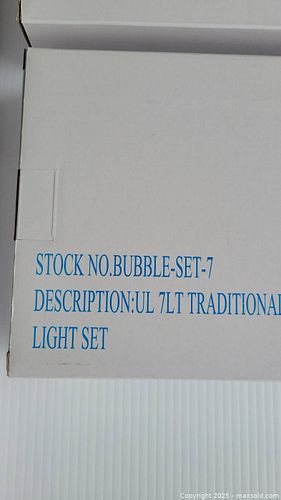 STOCK NO.BUBBLE-SET-7
DESCRIPTION:UL 7LT TRADITIONAL
LIGHT SET
Copyright 2025 - maxsold.com